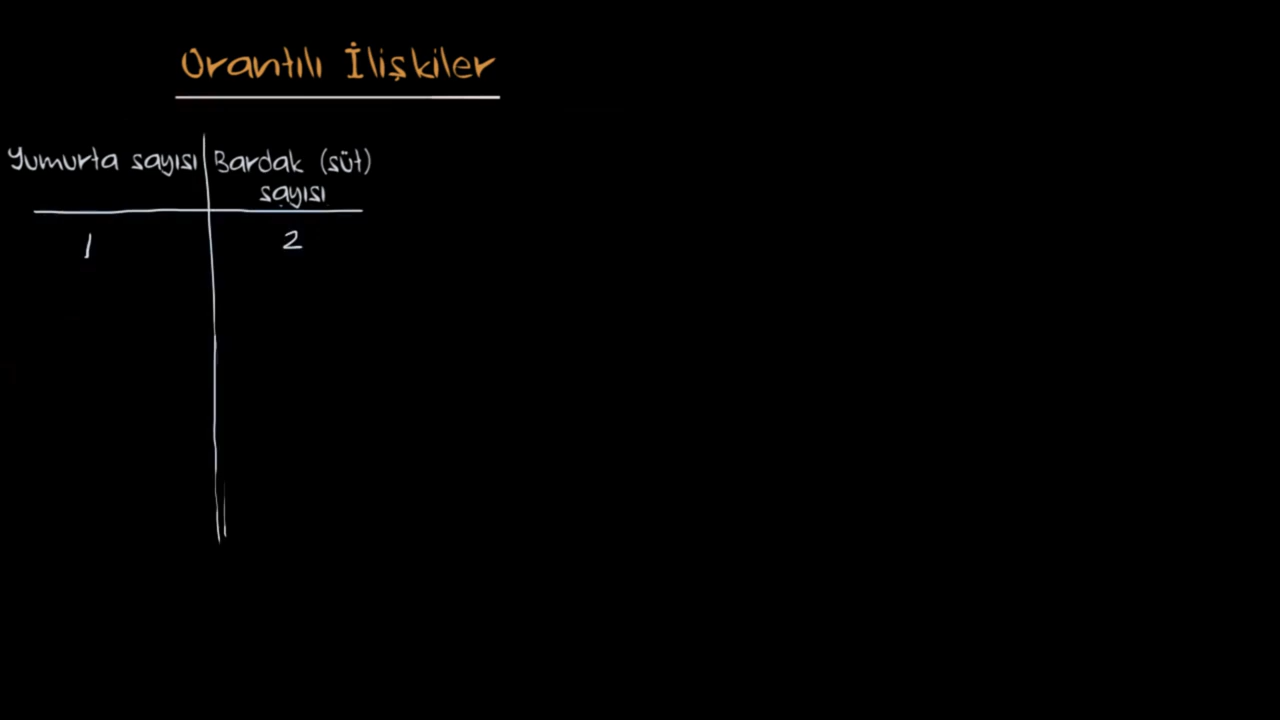 Orantılı İlişkiler
Yumurta sayısı
Bardak (süt)
sayısı
1
2